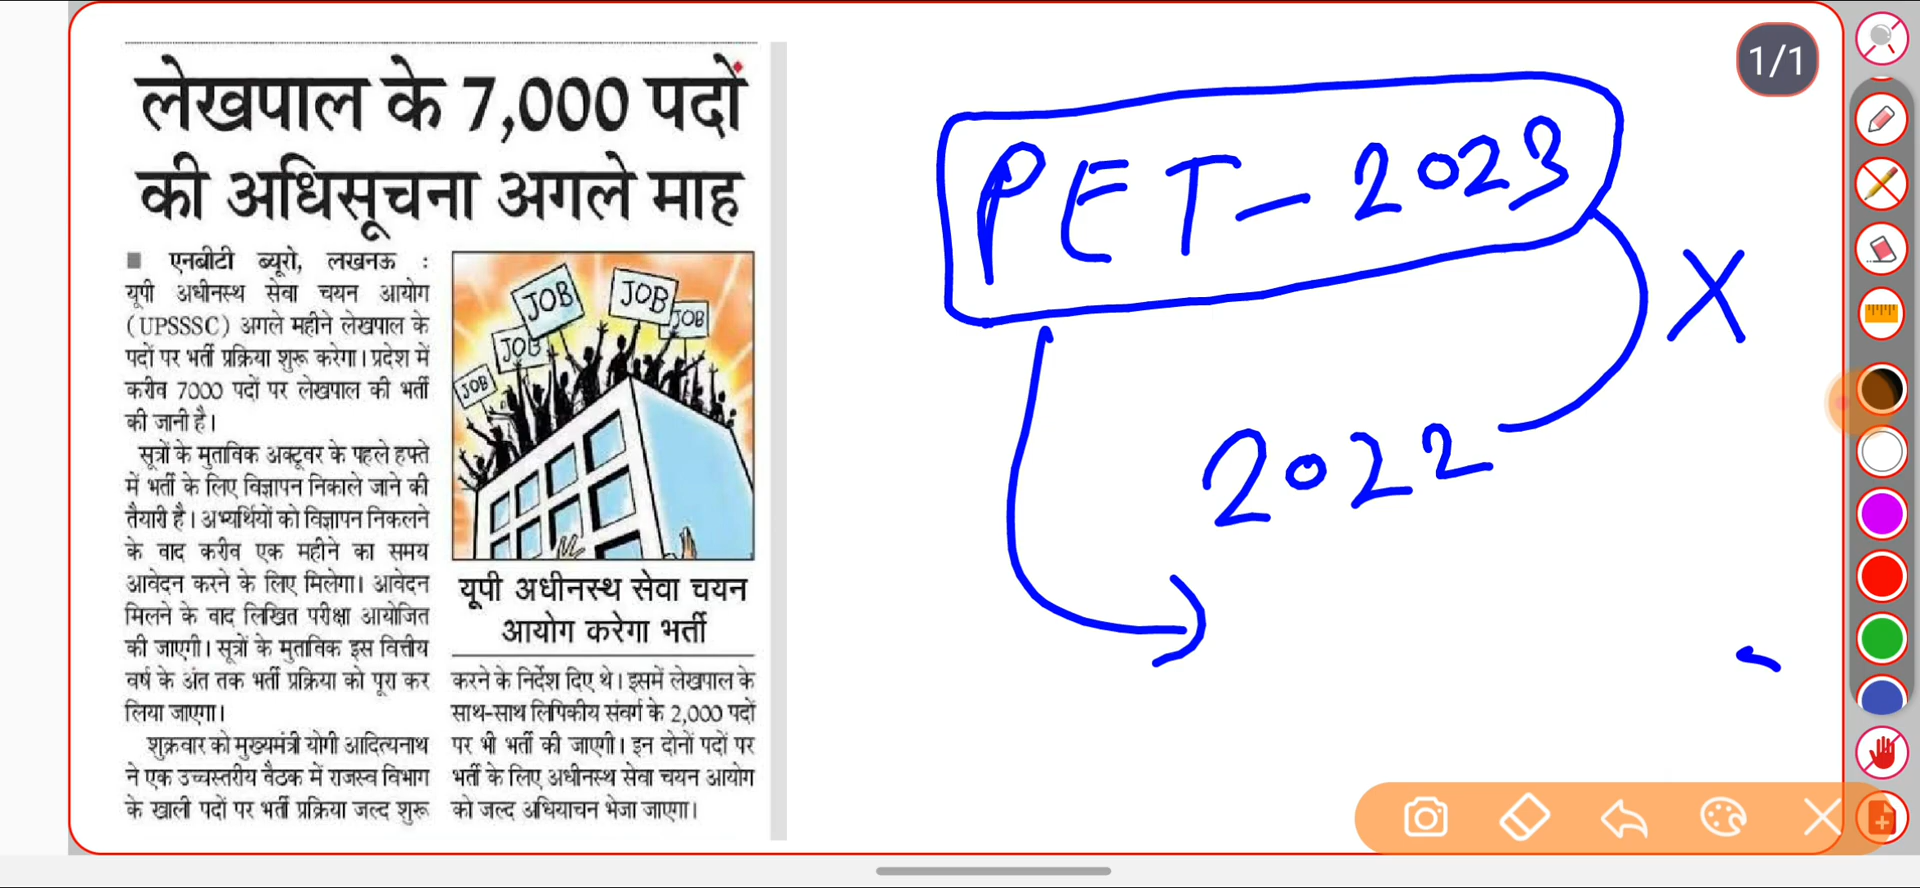 लेखपाल के 7,000 पदों
की अधिसूचना अगले माह
■ एनबीटी ब्यूरो, लखनऊ :
यूपी अधीनस्थ सेवा चयन आयोग
(UPSSSC) अगले महीने लेखपाल के
पदों पर भर्ती प्रक्रिया शुरू करेगा। प्रदेश में
करीब 7000 पदों पर लेखपाल की भर्ती
की जानी है।
सूत्रों के मुताबिक अक्टूबर के पहले हफ्ते
में भर्ती के लिए विज्ञापन निकाले जाने की
तैयारी है। अभ्यर्थियों को विज्ञापन निकलने
के बाद करीब एक महीने का समय
आवेदन करने के लिए मिलेगा। आवेदन
मिलने के बाद लिखित परीक्षा आयोजित
की जाएगी। सूत्रों के मुताबिक इस वित्तीय
वर्ष के अंत तक भर्ती प्रक्रिया को पूरा कर
लिया जाएगा।
शुक्रवार को मुख्यमंत्री योगी आदित्यनाथ
ने एक उच्चस्तरीय बैठक में राजस्व विभाग
के खाली पदों पर भर्ती प्रक्रिया जल्द शुरू
JOB
JOB
JOB
JOB
JOB
यूपी अधीनस्थ सेवा चयन
आयोग करेगा भर्ती
करने के निर्देश दिए थे। इसमें लेखपाल के
साथ-साथ लिपिकीय संवर्ग के 2,000 पदों
पर भी भर्ती की जाएगी। इन दोनों पदों पर
भर्ती के लिए अधीनस्थ सेवा चयन आयोग
को जल्द अधियाचन भेजा जाएगा।
PET - 2023
X
2022
1/1